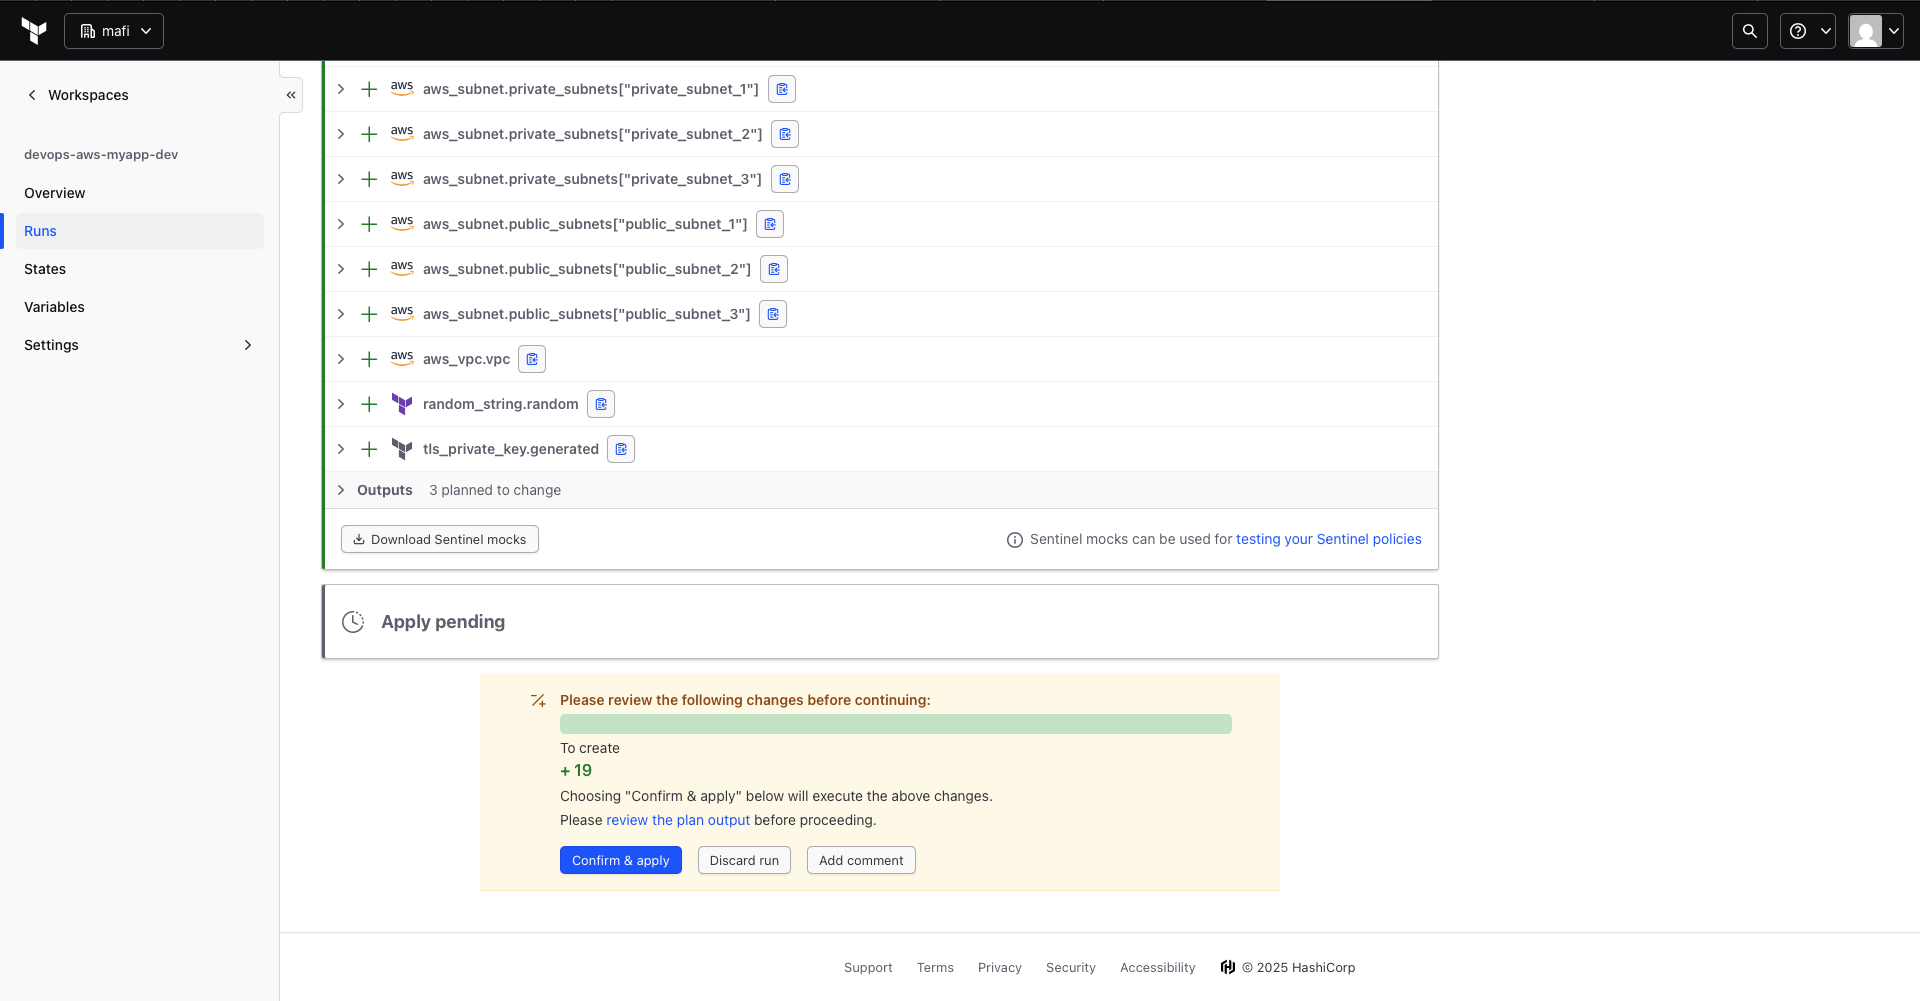 mafi
Workspaces
devops-aws-myapp-dev
Overview
Runs
States
Variables
Settings
aws aws_subnet.private_subnets["private_subnet_1"]
aws aws_subnet.private_subnets["private_subnet_2"]
aws aws_subnet.private_subnets["private_subnet_3"]
aws aws_subnet.public_subnets["public_subnet_1"]
aws aws_subnet.public_subnets["public_subnet_2"]
aws aws_subnet.public_subnets["public_subnet_3"]
aws aws_vpc.vpc
random_string.random
tls_private_key.generated
Outputs 3 planned to change
Download Sentinel mocks
Sentinel mocks can be used for testing your Sentinel policies
Apply pending
Please review the following changes before continuing:
To create
+ 19
Choosing "Confirm & apply" below will execute the above changes.
Please review the plan output before proceeding.
Confirm & apply Discard run Add comment
Support Terms Privacy Security Accessibility © 2025 HashiCorp